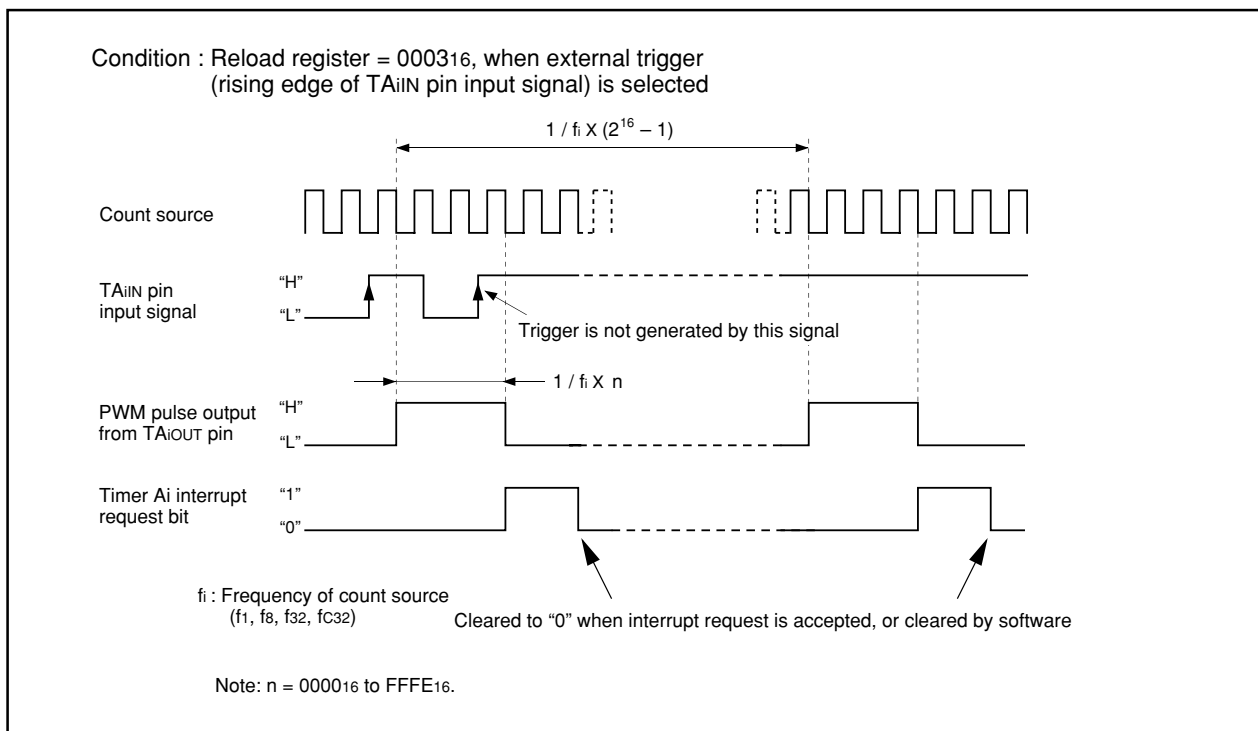 Condition : Reload register = 000316, when external trigger
(rising edge of TAiIN pin input signal) is selected
1 / fi X (2^16 – 1)
Count source
TAiIN pin
input signal
“H”
“L”
Trigger is not generated by this signal
1 / fi X n
PWM pulse output
from TAiOUT pin
“H”
“L”
Timer Ai interrupt
request bit
“1”
“0”
fi : Frequency of count source
(f1, f8, f32, fC32)
Cleared to “0” when interrupt request is accepted, or cleared by software
Note: n = 000016 to FFFE16.